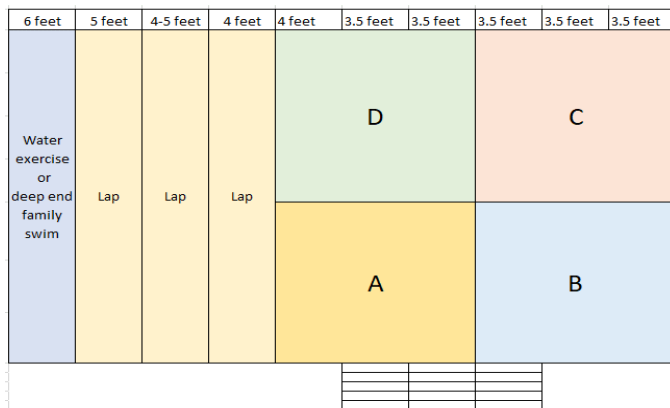 6 feet 5 feet 4-5 feet 4 feet 4 feet 3.5 feet 3.5 feet 3.5 feet 3.5 feet 3.5 feet
D C
Water
exercise
or
deep end
family
swim
Lap Lap Lap
A B